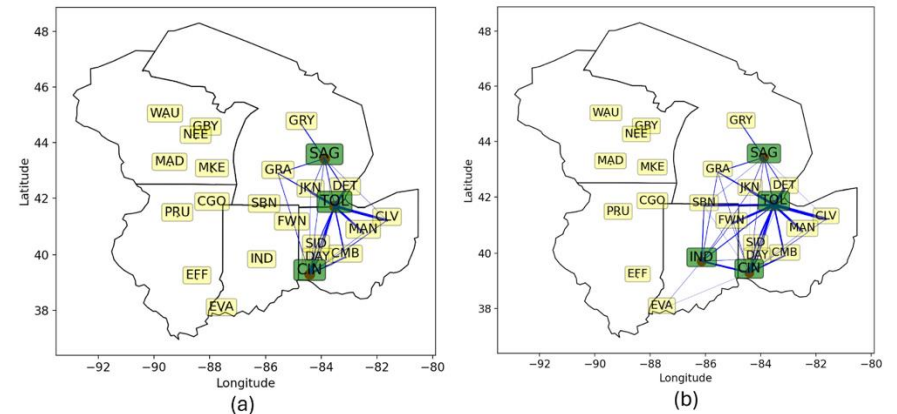 48
46
44
42
40
38
Latitude
WAU
GBY
NEE
MAD
MKE
PRU
CGO
EFF
EVA
IND
SBN
FWN
GRY
SAG
GRA
JKN
DET
TOL
CLV
MAN
SID
DAY
CMB
CIN
−92 −90 −88 −86 −84 −82 −80
Longitude
(a)
48
46
44
42
40
38
Latitude
WAU
GBY
NEE
MAD
MKE
PRU
CGO
EFF
EVA
IND
SBN
FWN
GRY
SAG
GRA
JKN
DET
TOL
CLV
MAN
SID
DAY
CMB
CIN
−92 −90 −88 −86 −84 −82 −80
Longitude
(b)